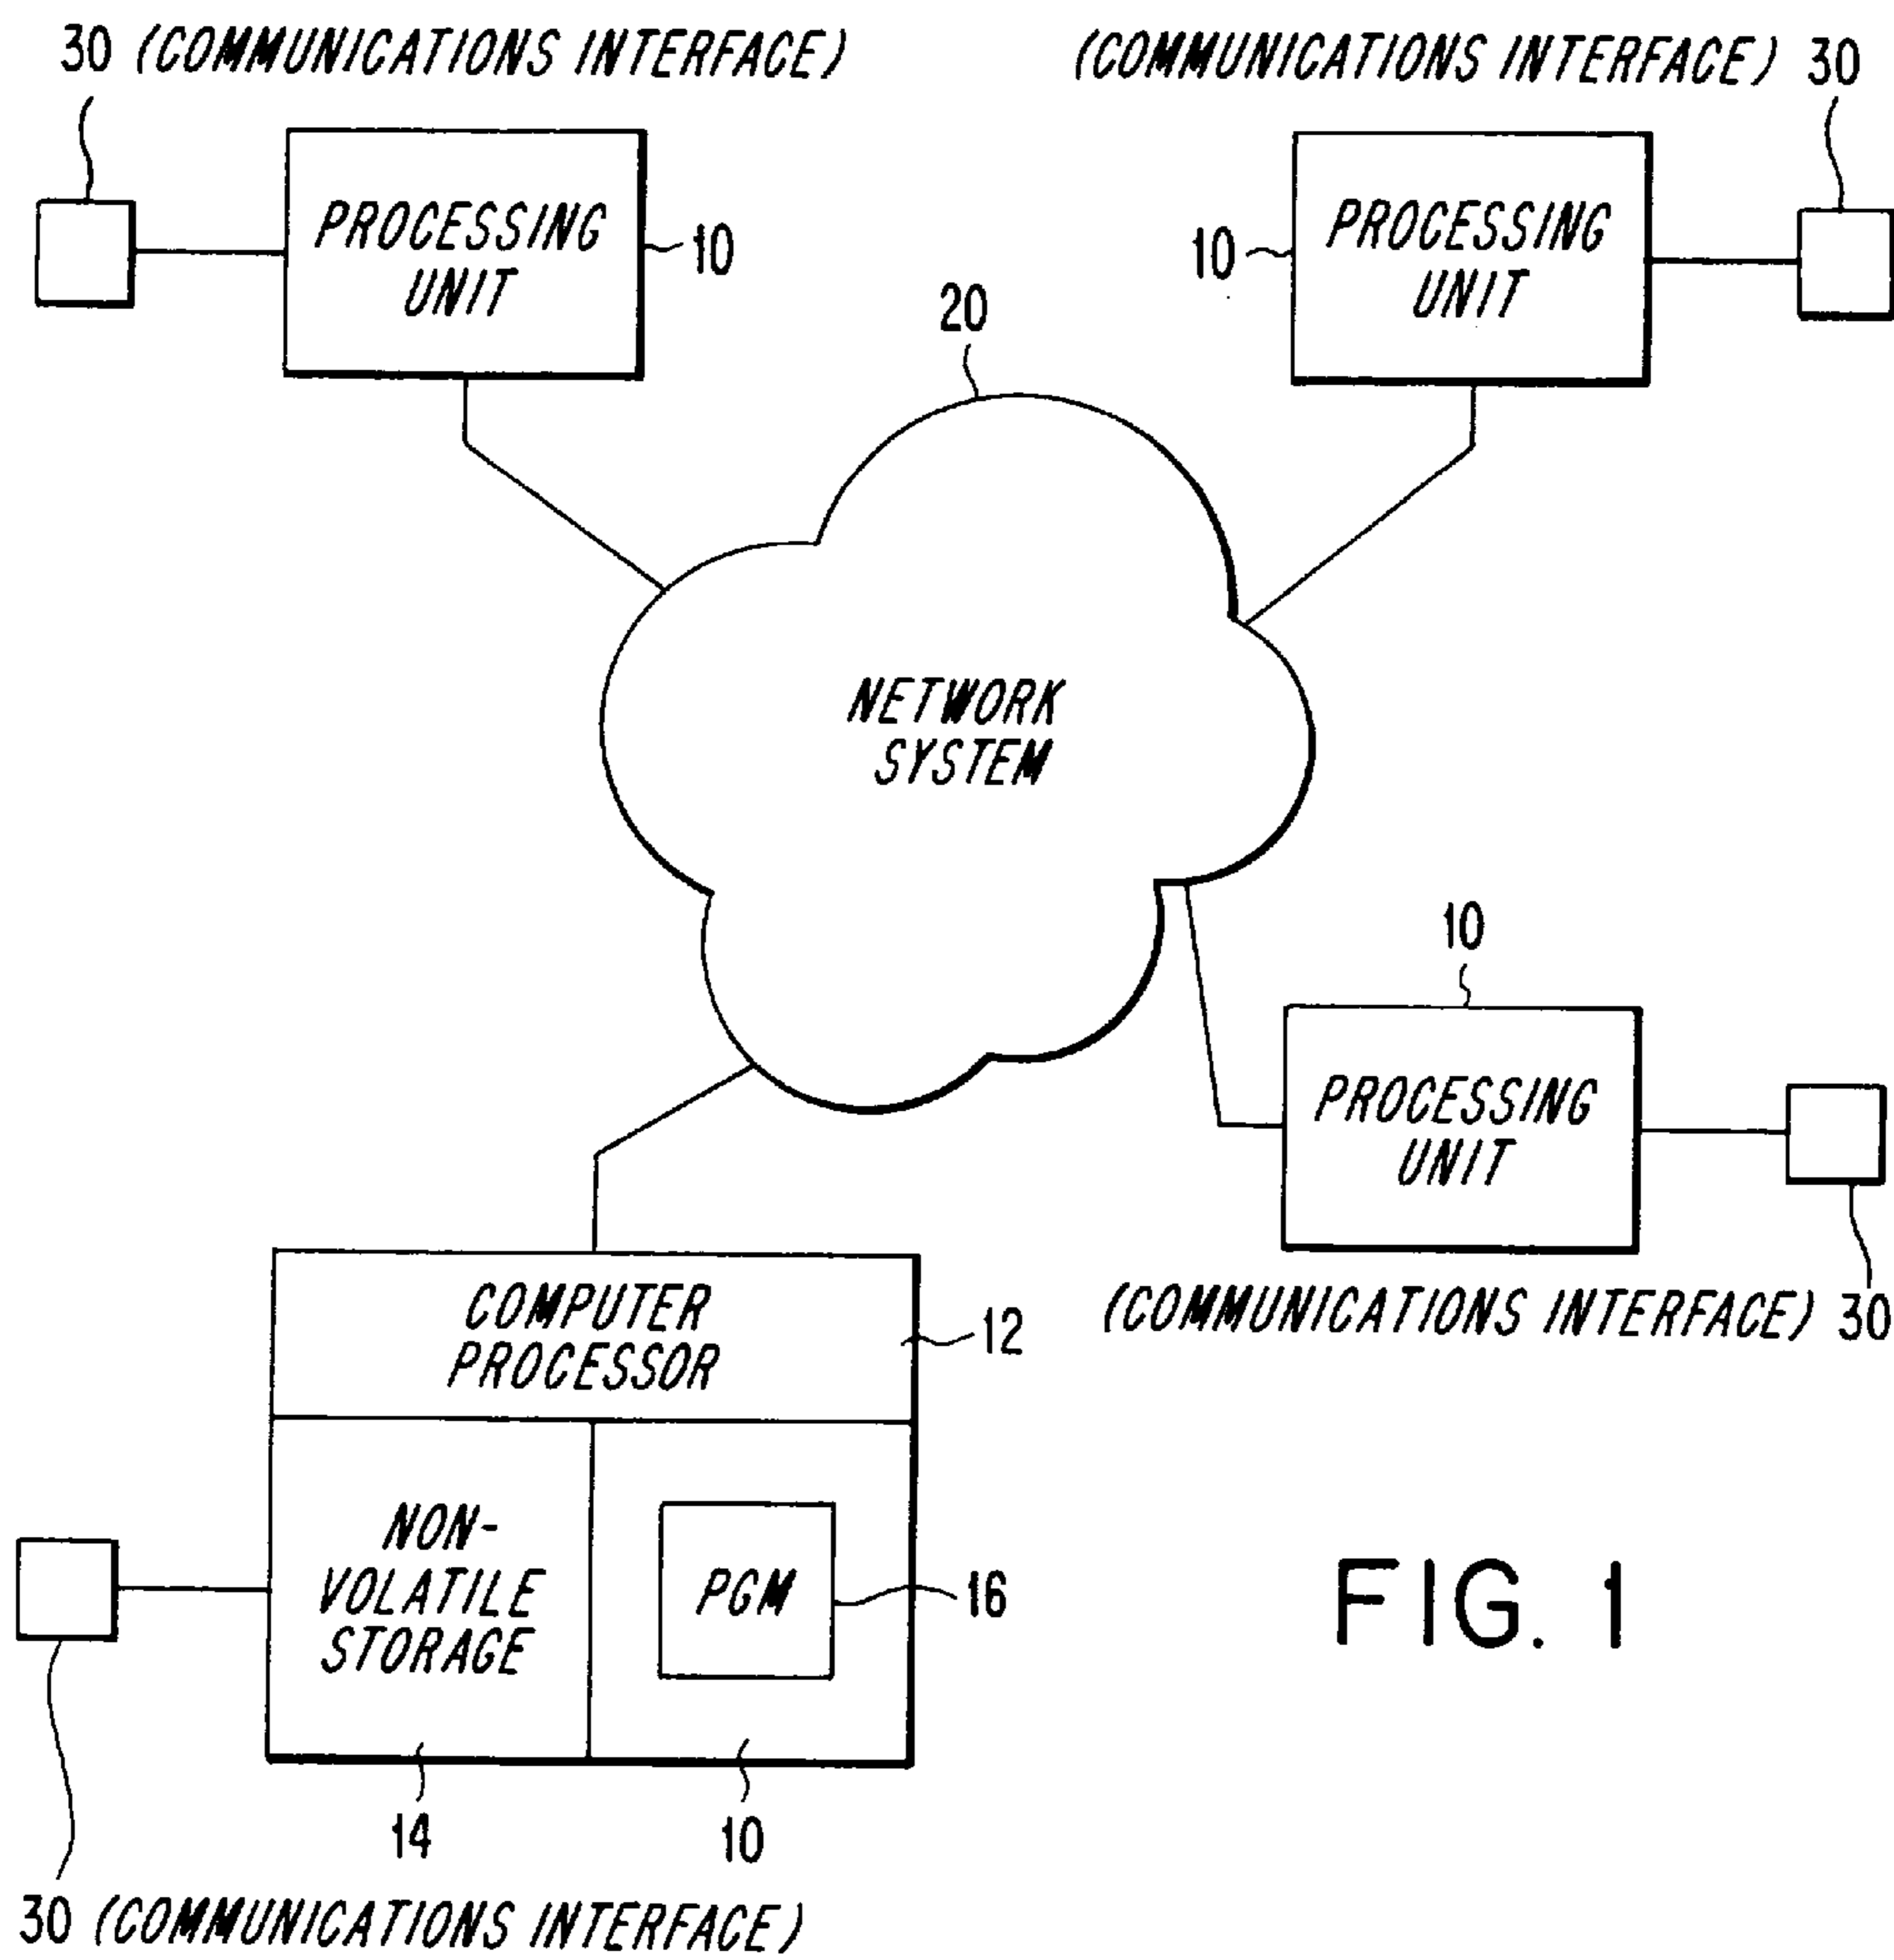 30 (COMMUNICATIONS INTERFACE)
(COMMUNICATIONS INTERFACE) 30
PROCESSING
UNIT
10
10
PROCESSING
UNIT
20
NETWORK
SYSTEM
10
PROCESSING
UNIT
(COMMUNICATIONS INTERFACE) 30
COMPUTER
PROCESSOR
12
NON-
VOLATILE
STORAGE
PGM
16
14
10
30 (COMMUNICATIONS INTERFACE)
FIG. 1